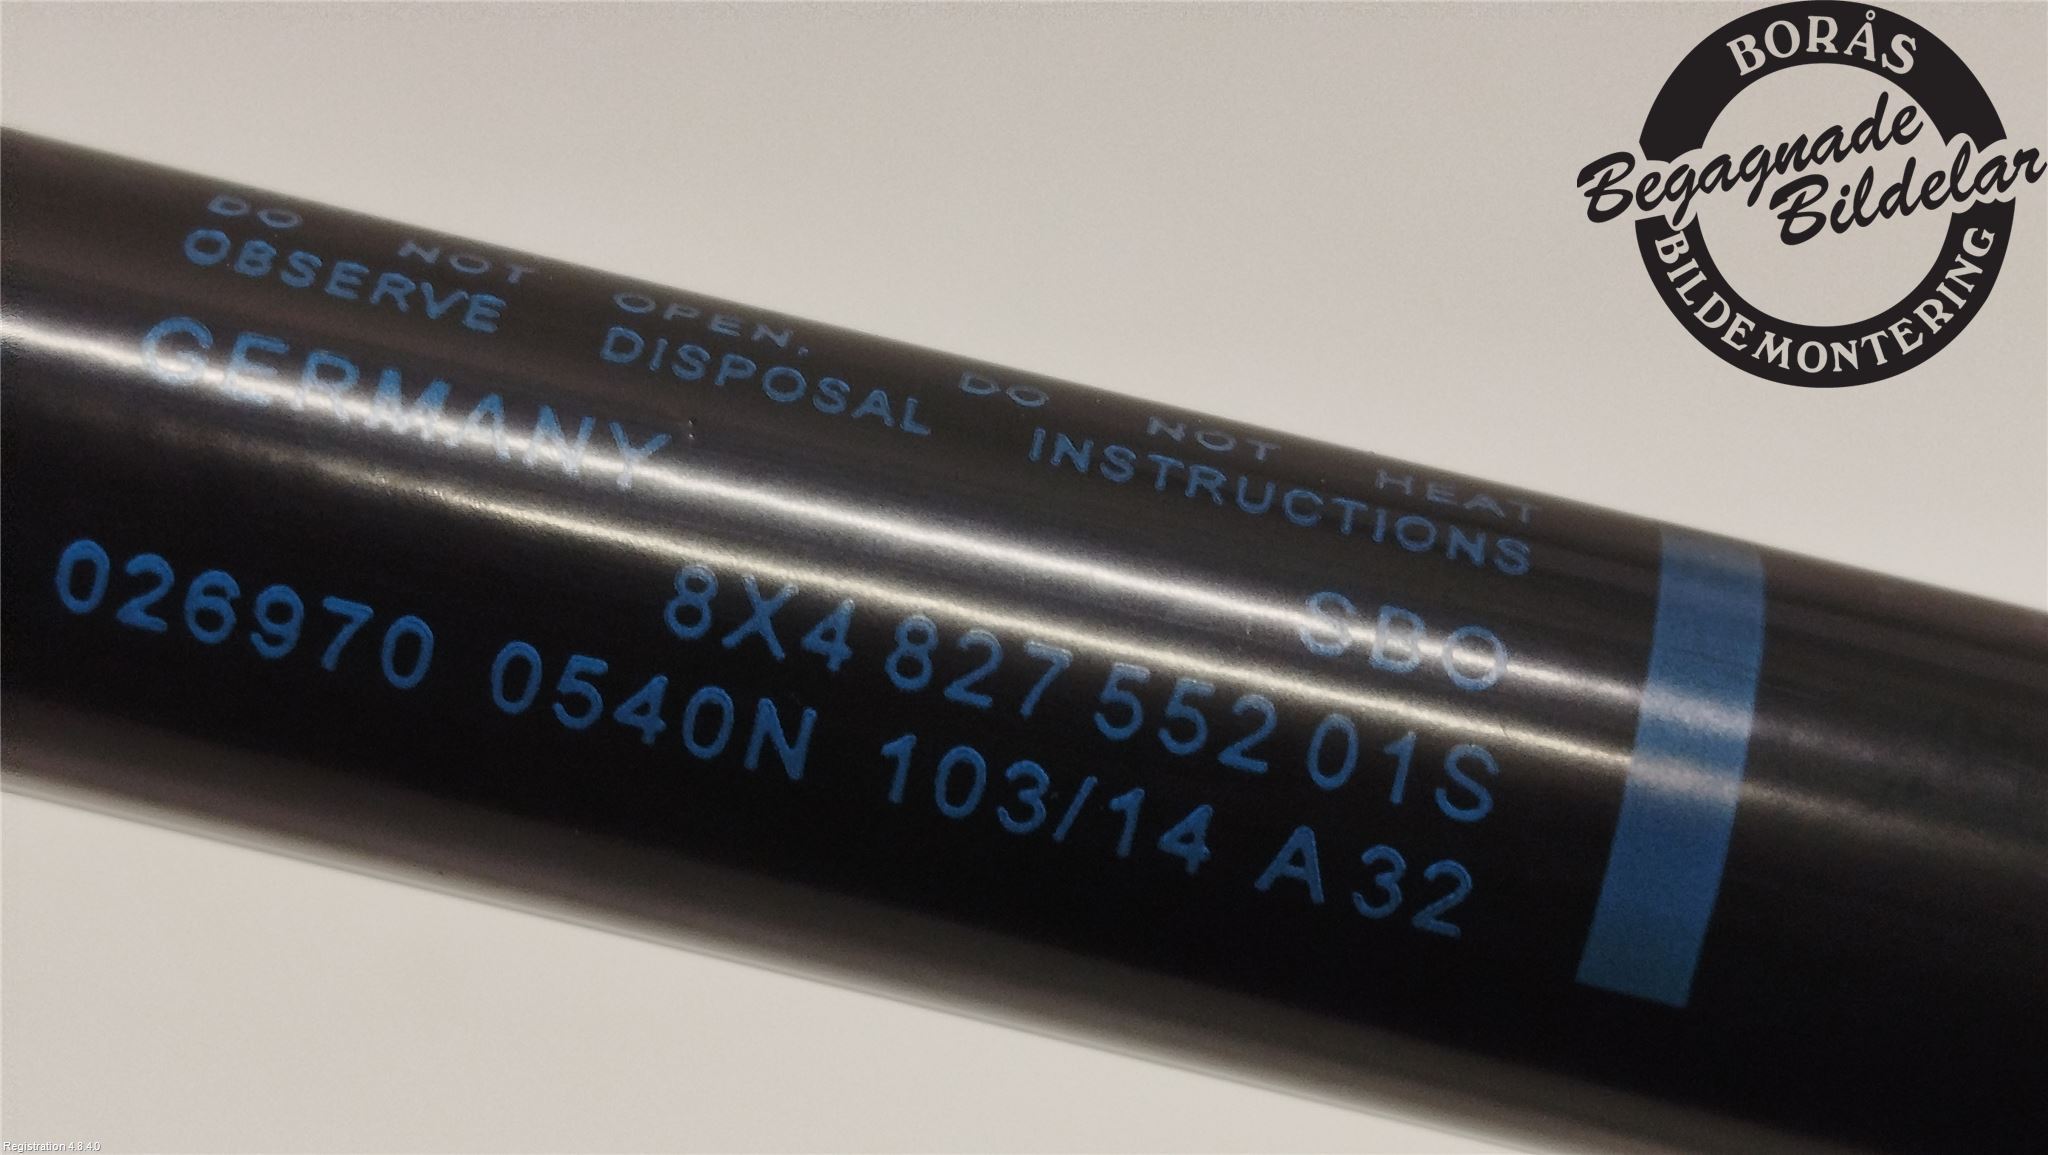 DO NOT OPEN. DO NOT HEAT
OBSERVE DISPOSAL INSTRUCTIONS
GERMANY SBO
8X4 827 552 01S
026970 0540N 103/14 A32
BORÅS
Begagnade
Bildelar
BILDEMONTERING
Registration 4.8.4.0